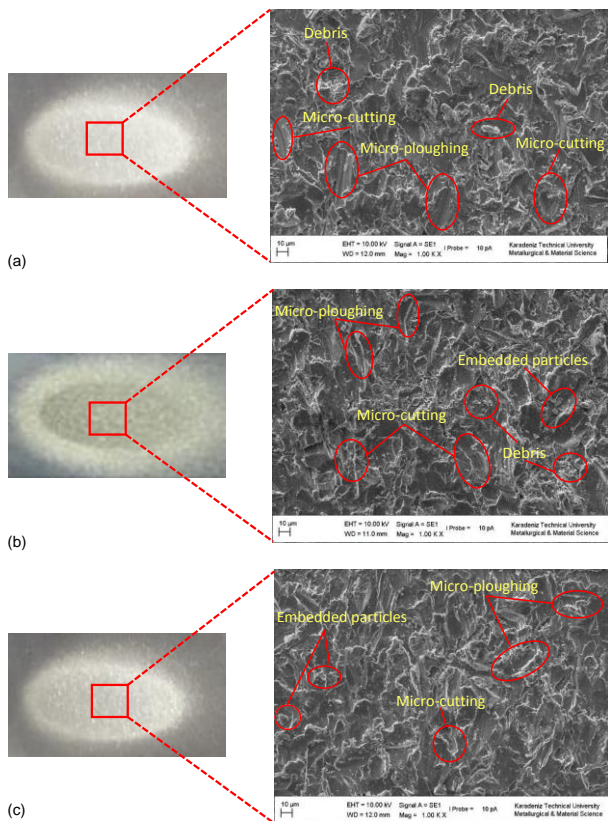 Debris
Debris
Micro-cutting
Micro-ploughing
Micro-cutting
10 µm
EHT = 10.00 kV Signal A = SE1 I Probe = 10 pA Karadeniz Technical University
WD = 12.0 mm Mag = 1.00 K X Metallurgical & Material Science
(a)
Micro-ploughing
Embedded particles
Micro-cutting
Debris
10 µm
EHT = 10.00 kV Signal A = SE1 I Probe = 10 pA Karadeniz Technical University
WD = 11.0 mm Mag = 1.00 K X Metallurgical & Material Science
(b)
Micro-ploughing
Embedded particles
Micro-cutting
10 µm
EHT = 10.00 kV Signal A = SE1 I Probe = 10 pA Karadeniz Technical University
WD = 12.0 mm Mag = 1.00 K X Metallurgical & Material Science
(c)